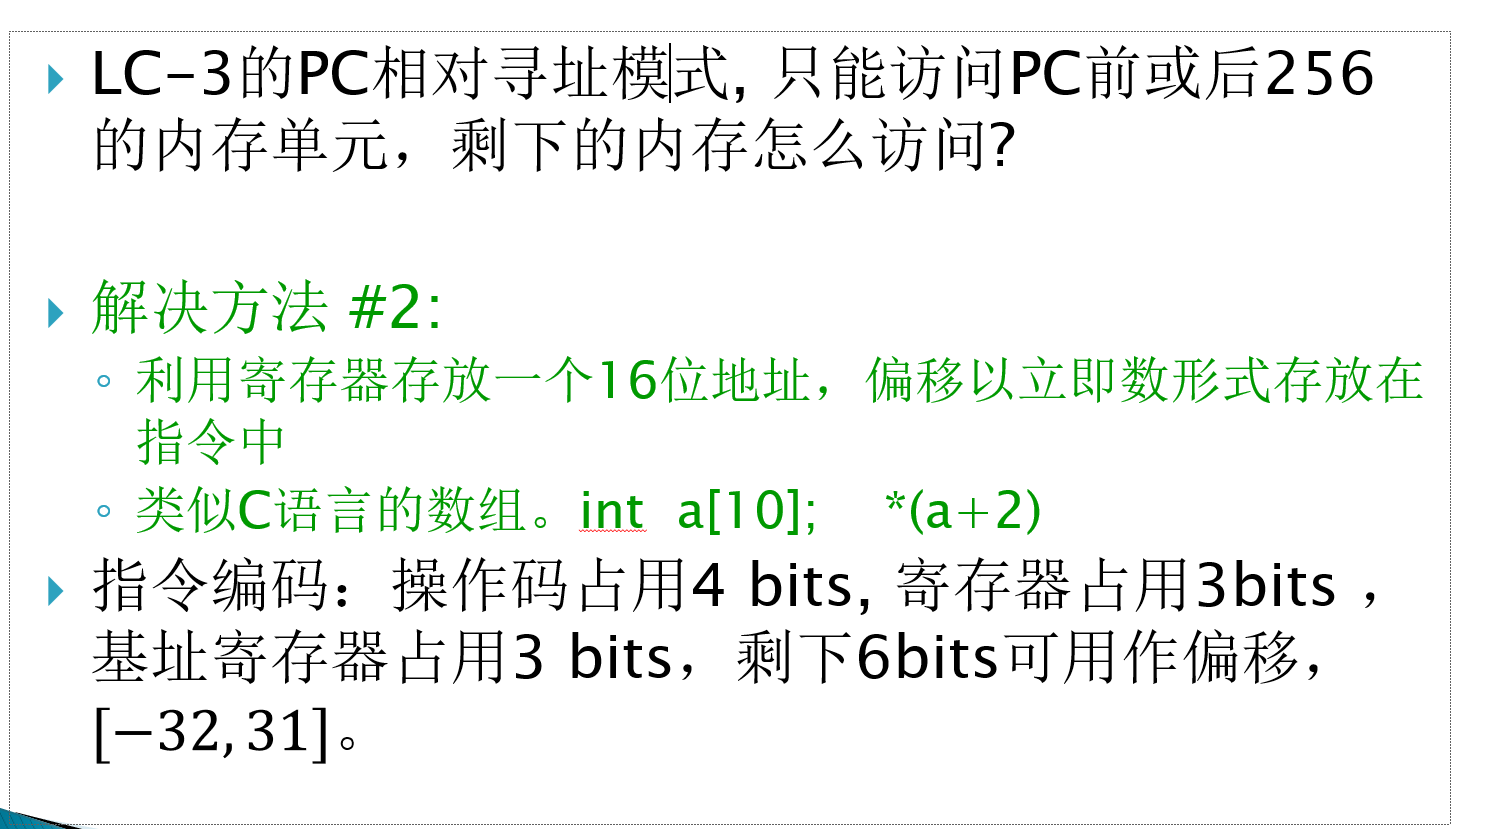 LC-3的PC相对寻址模式, 只能访问PC前或后256
的内存单元，剩下的内存怎么访问?
解决方法 #2:
利用寄存器存放一个16位地址，偏移以立即数形式存放在
指令中
类似C语言的数组。int a[10]; *(a+2)
指令编码：操作码占用4 bits, 寄存器占用3bits ，
基址寄存器占用3 bits，剩下6bits可用作偏移，
[−32,31]。